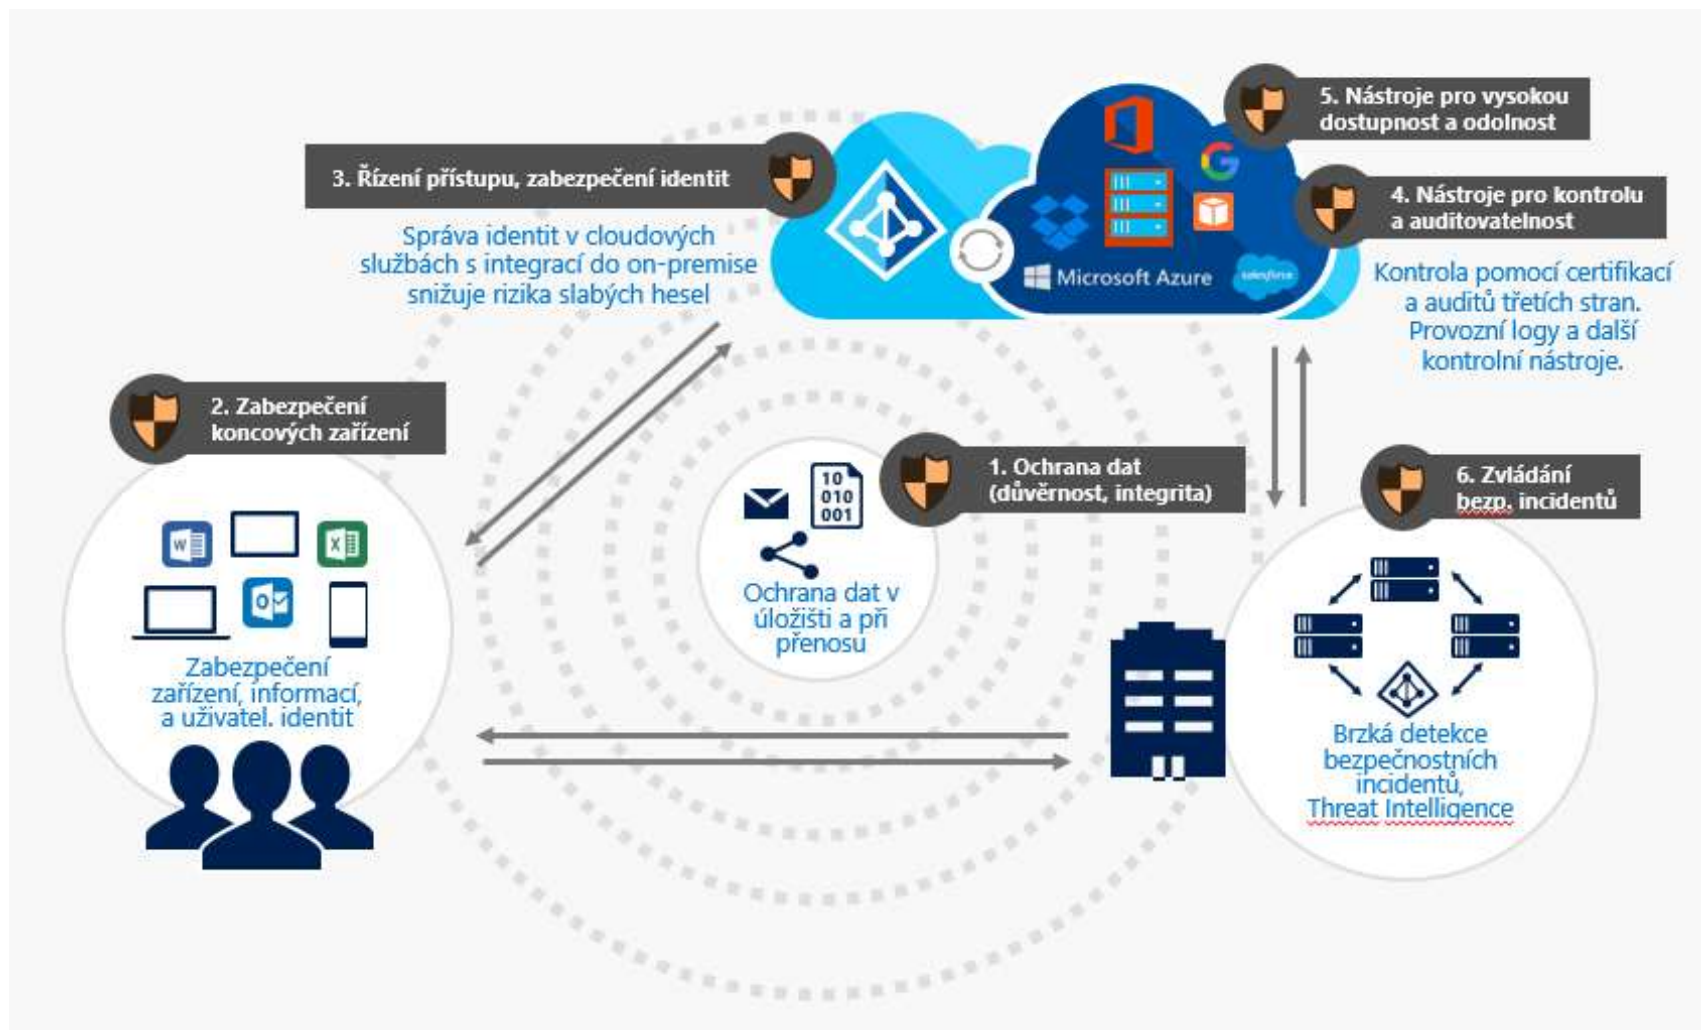 5. Nástroje pro vysokou
dostupnost a odolnost
3. Řízení přístupu, zabezpečení identit
Správa identit v cloudových
službách s integrací do on-premise
snižuje rizika slabých hesel
4. Nástroje pro kontrolu
a auditovatelnost
Microsoft Azure
salesforce
Kontrola pomocí certifikací
a auditů třetích stran.
Provozní logy a další
kontrolní nástroje.
2. Zabezpečení
koncových zařízení
W
X
O
Zabezpečení
zařízení, informací,
a uživatel. identit
1. Ochrana dat
(důvěrnost, integrita)
10
010
001
Ochrana dat v
úložišti a při
přenosu
6. Zvládání
bezp. incidentů
Brzká detekce
bezpečnostních
incidentů,
Threat Intelligence